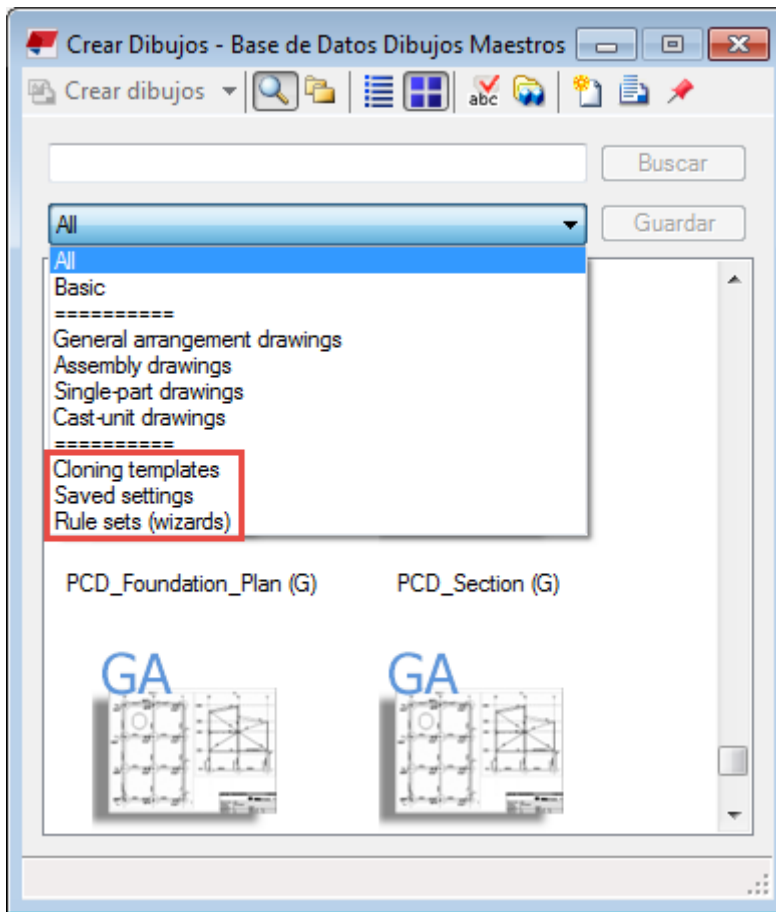 Crear Dibujos - Base de Datos Dibujos Maestros
Crear dibujos
abc
Buscar
All
Guardar
All
Basic
==========
General arrangement drawings
Assembly drawings
Single-part drawings
Cast-unit drawings
==========
Cloning templates
Saved settings
Rule sets (wizards)
PCD_Foundation_Plan (G)
PCD_Section (G)
GA
GA